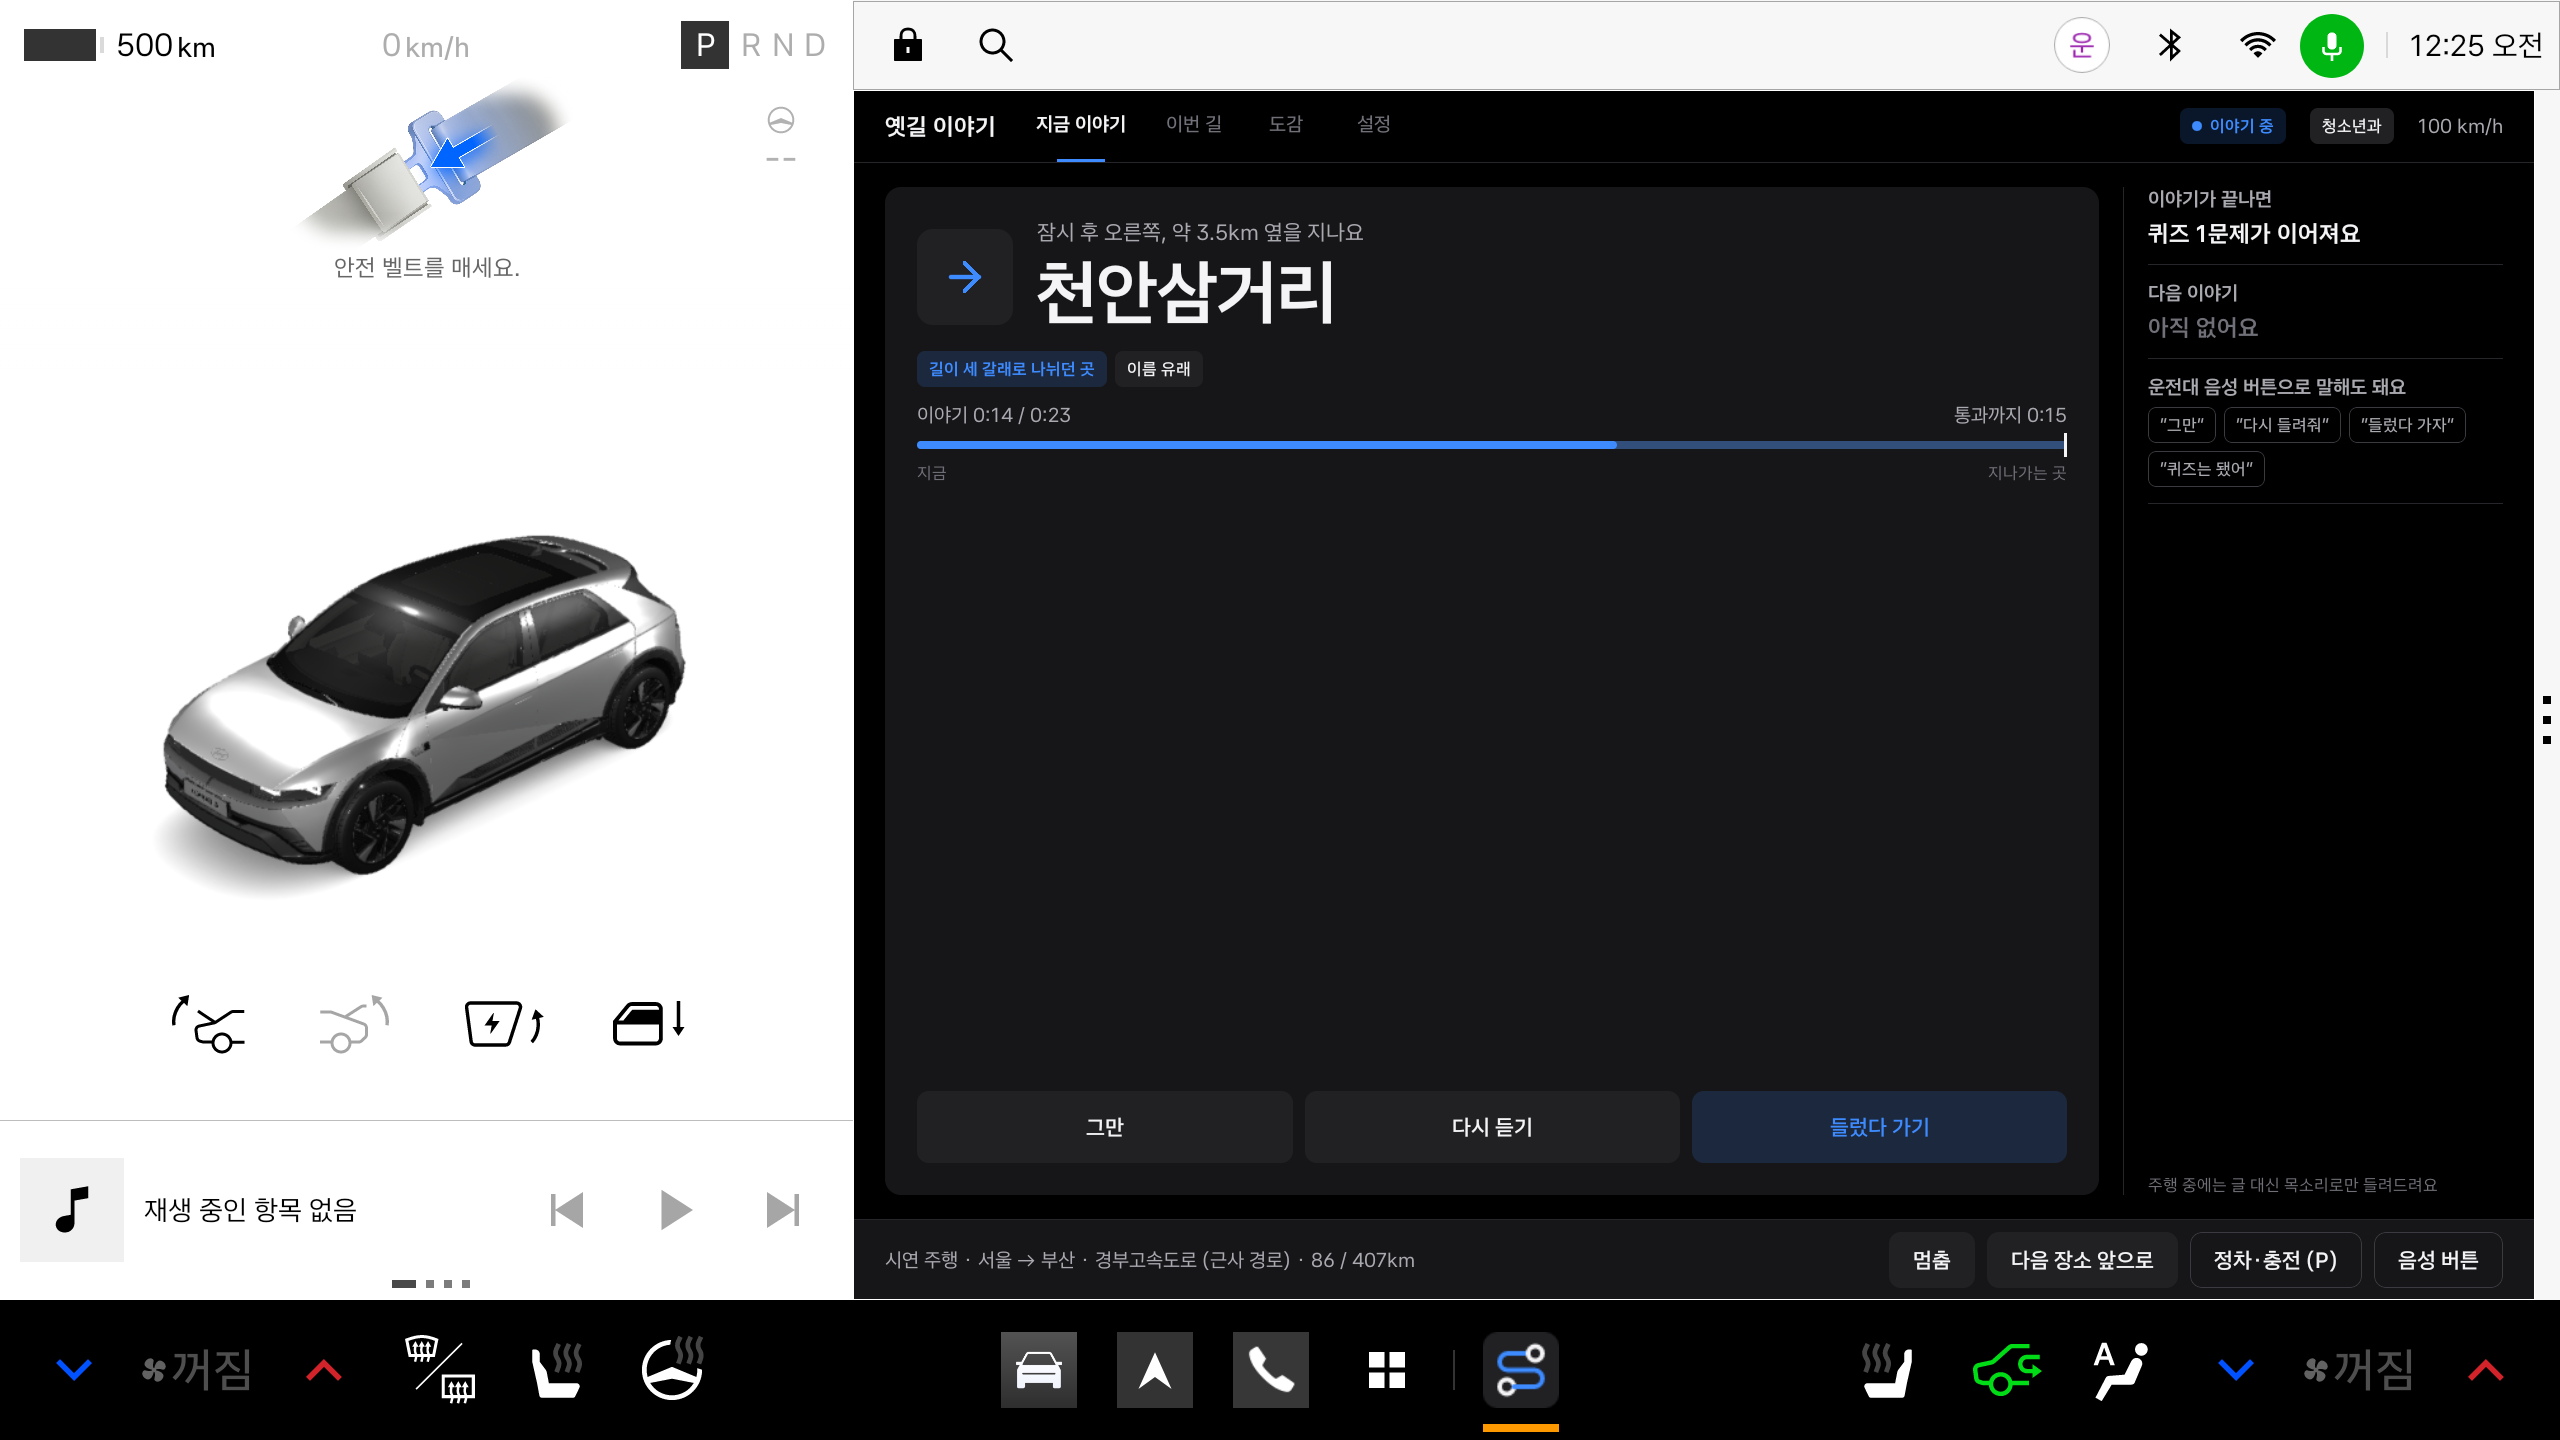 500 km
0 km/h
P R N D
안전 벨트를 매세요.
재생 중인 항목 없음
운
12:25 오전
옛길 이야기
지금 이야기
이번 길
도감
설정
이야기 중
청소년과
100 km/h
잠시 후 오른쪽, 약 3.5km 옆을 지나요
천안삼거리
길이 세 갈래로 나뉘던 곳
이름 유래
이야기 0:14 / 0:23
통과까지 0:15
지금
지나가는 곳
그만
다시 듣기
들렀다 가기
이야기가 끝나면
퀴즈 1문제가 이어져요
다음 이야기
아직 없어요
운전대 음성 버튼으로 말해도 돼요
"그만"
"다시 들려줘"
"들렀다 가자"
"퀴즈는 됐어"
주행 중에는 글 대신 목소리로만 들려드려요
시연 주행 · 서울 → 부산 · 경부고속도로 (근사 경로) · 86 / 407km
멈춤
다음 장소 앞으로
정차·충전 (P)
음성 버튼
꺼짐
A
꺼짐